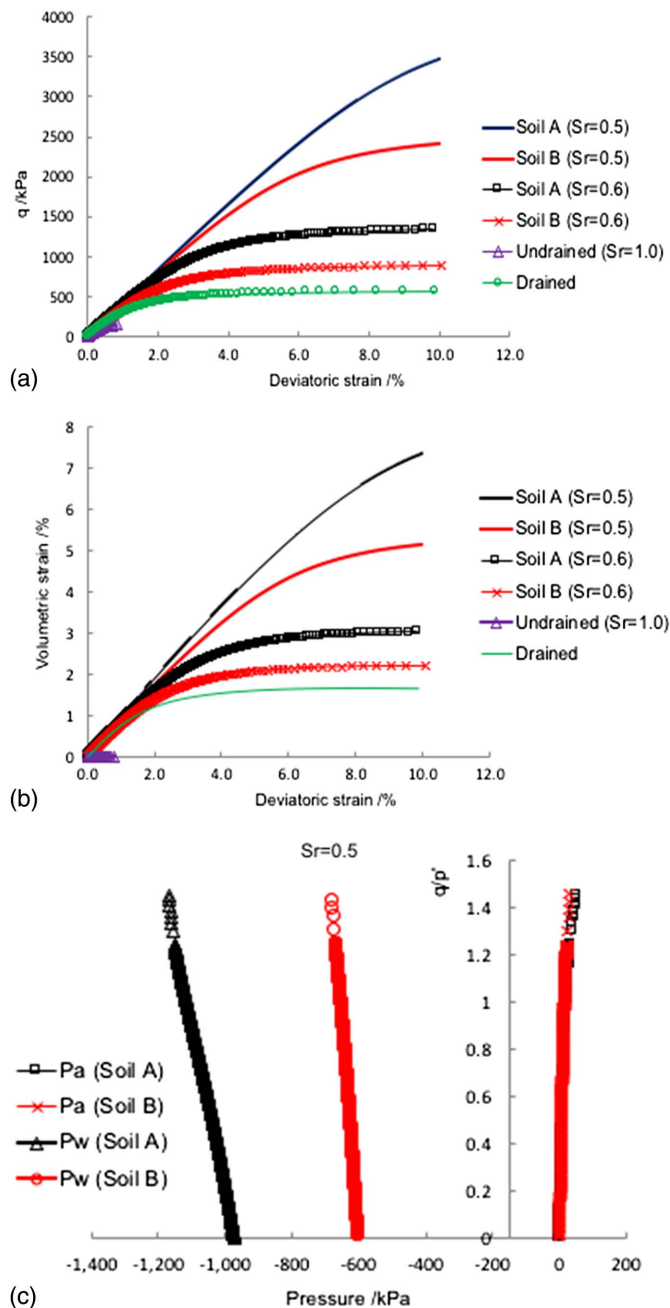 4000
3500
3000
2500
2000
1500
1000
500
0
q /kPa
0.0 2.0 4.0 6.0 8.0 10.0 12.0
Deviatoric strain /%
Soil A (Sr=0.5)
Soil B (Sr=0.5)
Soil A (Sr=0.6)
Soil B (Sr=0.6)
Undrained (Sr=1.0)
Drained
(a)
8
7
6
5
4
3
2
1
0
Volumetric strain /%
0.0 2.0 4.0 6.0 8.0 10.0 12.0
Deviatoric strain /%
Soil A (Sr=0.5)
Soil B (Sr=0.5)
Soil A (Sr=0.6)
Soil B (Sr=0.6)
Undrained (Sr=1.0)
Drained
(b)
Sr=0.5
q/p'
1.6
1.4
1.2
1
0.8
0.6
0.4
0.2
0
Pa (Soil A)
Pa (Soil B)
Pw (Soil A)
Pw (Soil B)
-1,400 -1,200 -1,000 -800 -600 -400 -200 0 200
Pressure /kPa
(c)